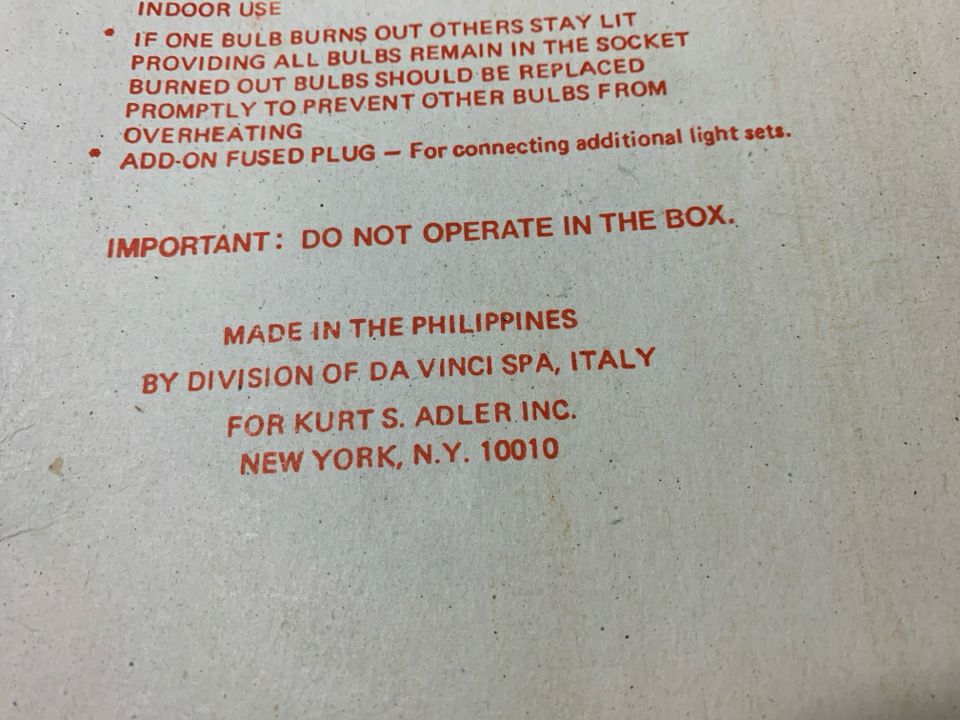 INDOOR USE
* IF ONE BULB BURNS OUT OTHERS STAY LIT
PROVIDING ALL BULBS REMAIN IN THE SOCKET
BURNED OUT BULBS SHOULD BE REPLACED
PROMPTLY TO PREVENT OTHER BULBS FROM
OVERHEATING
* ADD-ON FUSED PLUG — For connecting additional light sets.
IMPORTANT: DO NOT OPERATE IN THE BOX.
MADE IN THE PHILIPPINES
BY DIVISION OF DA VINCI SPA, ITALY
FOR KURT S. ADLER INC.
NEW YORK, N.Y. 10010